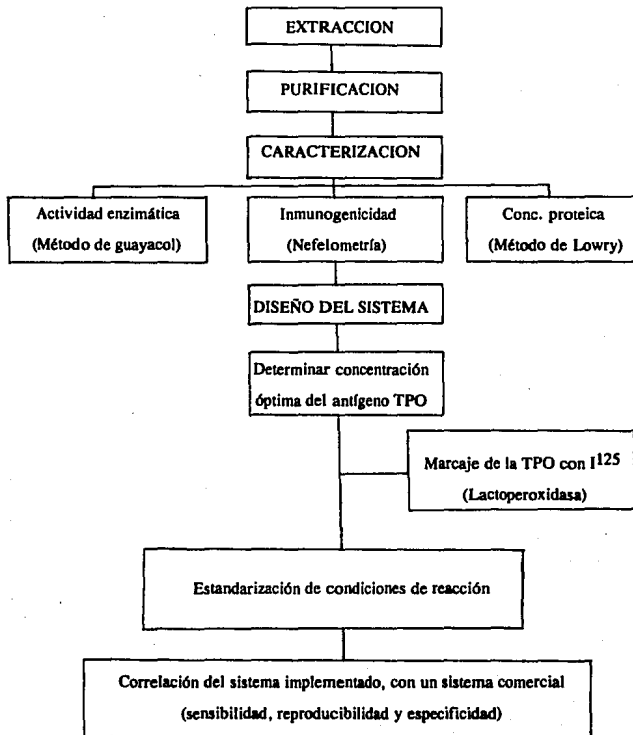 EXTRACCION
PURIFICACION
CARACTERIZACION
Actividad enzimática
(Método de guayacol)
Inmunogenicidad
(Nefelometría)
Conc. proteica
(Método de Lowry)
DISEÑO DEL SISTEMA
Determinar concentración
óptima del antígeno TPO
Marcaje de la TPO con I125
(Lactoperoxidasa)
Estandarización de condiciones de reacción
Correlación del sistema implementado, con un sistema comercial
(sensibilidad, reproducibilidad y especificidad)